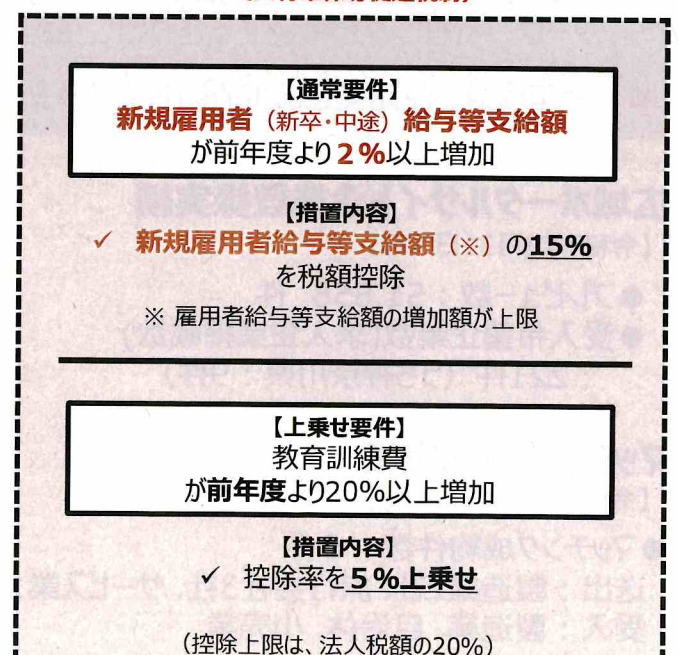 【通常要件】
新規雇用者（新卒・中途）給与等支給額
が前年度より２％以上増加
【措置内容】
✓ 新規雇用者給与等支給額（※）の15%
を税額控除
※ 雇用者給与等支給額の増加額が上限
【上乗せ要件】
教育訓練費
が前年度より20%以上増加
【措置内容】
✓ 控除率を５％上乗せ
（控除上限は、法人税額の20%）